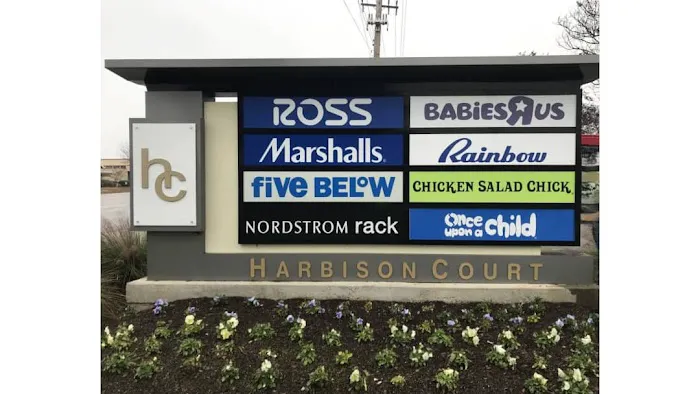 hc
ROSS
Marshalls.
five BELOW
NORDSTROM rack
BABIES R US
Rainbow
CHICKEN SALAD CHICK
Once
upon a child
HARBISON COURT